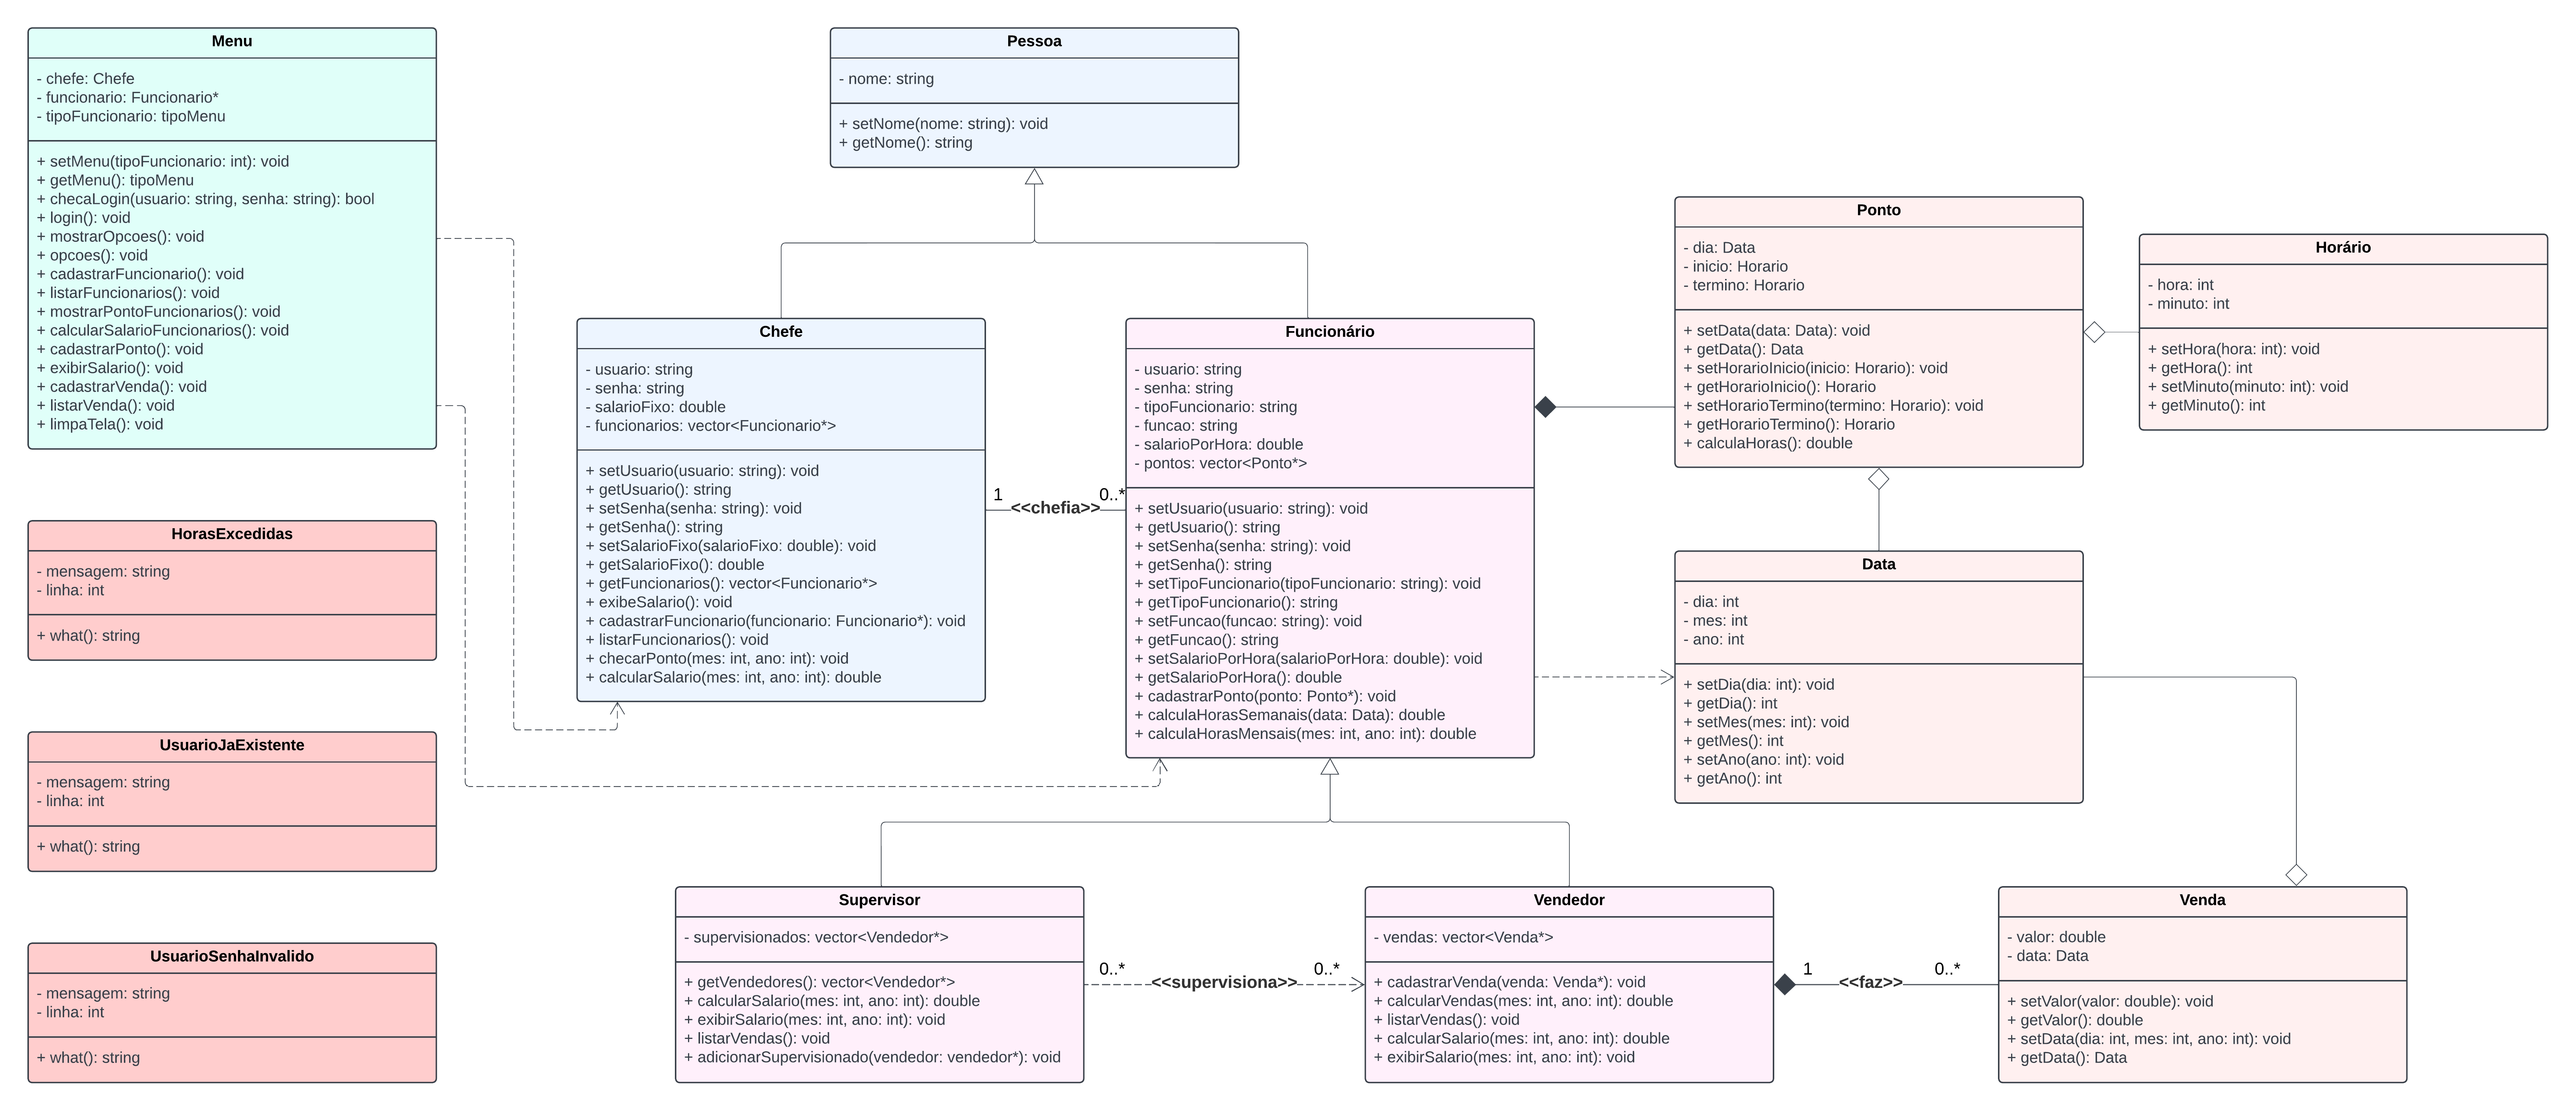 Menu
- chefe: Chefe
- funcionario: Funcionario*
- tipoFuncionario: tipoMenu
+ setMenu(tipoFuncionario: int): void
+ getMenu(): tipoMenu
+ checaLogin(usuario: string, senha: string): bool
+ login(): void
+ mostrarOpcoes(): void
+ opcoes(): void
+ cadastrarFuncionario(): void
+ listarFuncionarios(): void
+ mostrarPontoFuncionarios(): void
+ calcularSalarioFuncionarios(): void
+ cadastrarPonto(): void
+ exibirSalario(): void
+ cadastrarVenda(): void
+ listarVenda(): void
+ limpaTela(): void
HorasExcedidas
- mensagem: string
- linha: int
+ what(): string
UsuarioJaExistente
- mensagem: string
- linha: int
+ what(): string
UsuarioSenhaInvalido
- mensagem: string
- linha: int
+ what(): string
Pessoa
- nome: string
+ setNome(nome: string): void
+ getNome(): string
Chefe
- usuario: string
- senha: string
- salarioFixo: double
- funcionarios: vector<Funcionario*>
+ setUsuario(usuario: string): void
+ getUsuario(): string
+ setSenha(senha: string): void
+ getSenha(): string
+ setSalarioFixo(salarioFixo: double): void
+ getSalarioFixo(): double
+ getFuncionarios(): vector<Funcionario*>
+ exibeSalario(): void
+ cadastrarFuncionario(funcionario: Funcionario*): void
+ listarFuncionarios(): void
+ checarPonto(mes: int, ano: int): void
+ calcularSalario(mes: int, ano: int): double
1 <<chefia>> 0..*
Funcionário
- usuario: string
- senha: string
- tipoFuncionario: string
- funcao: string
- salarioPorHora: double
- pontos: vector<Ponto*>
+ setUsuario(usuario: string): void
+ getUsuario(): string
+ setSenha(senha: string): void
+ getSenha(): string
+ setTipoFuncionario(tipoFuncionario: string): void
+ getTipoFuncionario(): string
+ setFuncao(funcao: string): void
+ getFuncao(): string
+ setSalarioPorHora(salarioPorHora: double): void
+ getSalarioPorHora(): double
+ cadastrarPonto(ponto: Ponto*): void
+ calculaHorasSemanais(data: Data): double
+ calculaHorasMensais(mes: int, ano: int): double
Ponto
- dia: Data
- inicio: Horario
- termino: Horario
+ setData(data: Data): void
+ getData(): Data
+ setHorarioInicio(inicio: Horario): void
+ getHorarioInicio(): Horario
+ setHorarioTermino(termino: Horario): void
+ getHorarioTermino(): Horario
+ calculaHoras(): double
Horário
- hora: int
- minuto: int
+ setHora(hora: int): void
+ getHora(): int
+ setMinuto(minuto: int): void
+ getMinuto(): int
Data
- dia: int
- mes: int
- ano: int
+ setDia(dia: int): void
+ getDia(): int
+ setMes(mes: int): void
+ getMes(): int
+ setAno(ano: int): void
+ getAno(): int
Supervisor
- supervisionados: vector<Vendedor*>
+ getVendedores(): vector<Vendedor*>
+ calcularSalario(mes: int, ano: int): double
+ exibirSalario(mes: int, ano: int): void
+ listarVendas(): void
+ adicionarSupervisionado(vendedor: vendedor*): void
0..* <<supervisiona>> 0..*
Vendedor
- vendas: vector<Venda*>
+ cadastrarVenda(venda: Venda*): void
+ calcularVendas(mes: int, ano: int): double
+ listarVendas(): void
+ calcularSalario(mes: int, ano: int): double
+ exibirSalario(mes: int, ano: int): void
1 <<faz>> 0..*
Venda
- valor: double
- data: Data
+ setValor(valor: double): void
+ getValor(): double
+ setData(dia: int, mes: int, ano: int): void
+ getData(): Data